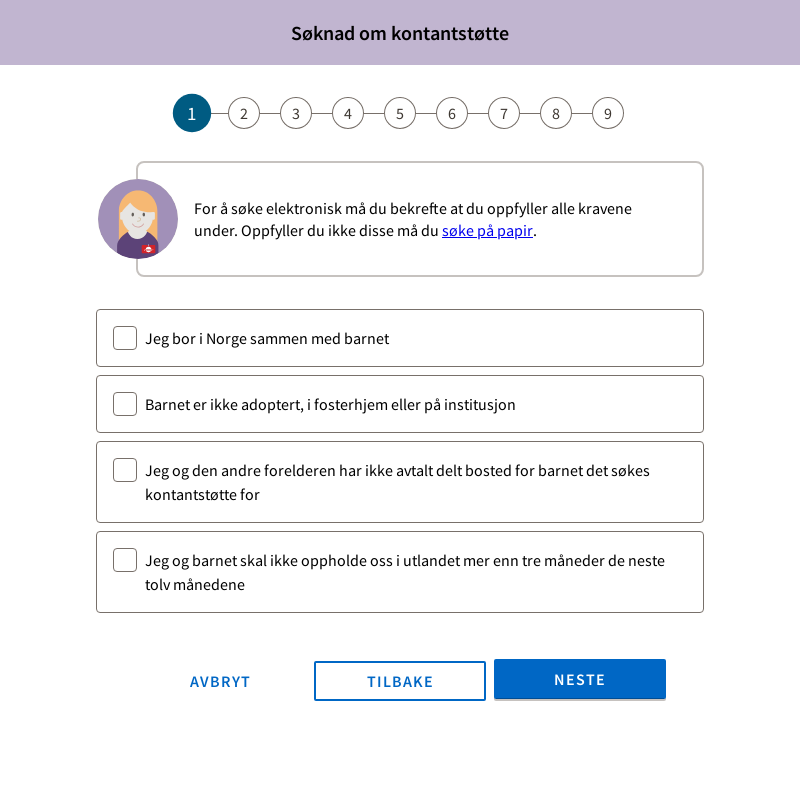 Søknad om kontantstøtte
1 2 3 4 5 6 7 8 9
For å søke elektronisk må du bekrefte at du oppfyller alle kravene
under. Oppfyller du ikke disse må du søke på papir.
Jeg bor i Norge sammen med barnet
Barnet er ikke adoptert, i fosterhjem eller på institusjon
Jeg og den andre forelderen har ikke avtalt delt bosted for barnet det søkes
kontantstøtte for
Jeg og barnet skal ikke oppholde oss i utlandet mer enn tre måneder de neste
tolv månedene
AVBRYT TILBAKE NESTE